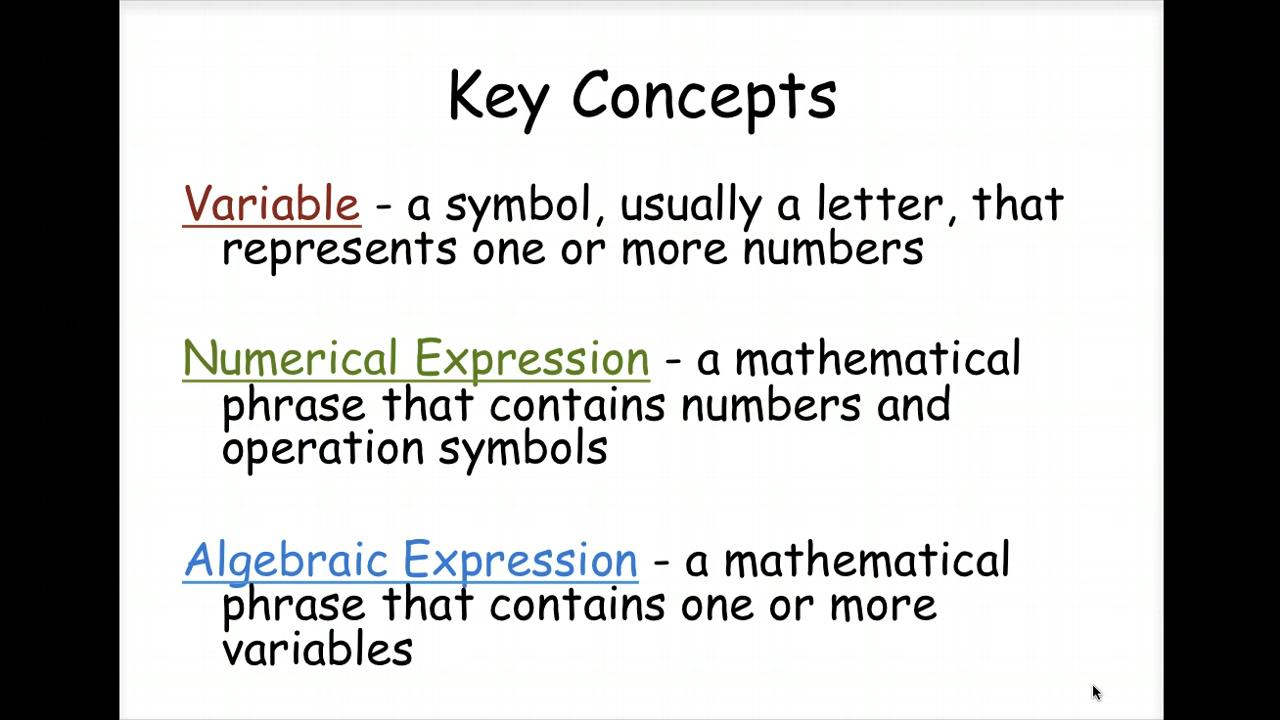 Key Concepts
Variable - a symbol, usually a letter, that
represents one or more numbers
Numerical Expression - a mathematical
phrase that contains numbers and
operation symbols
Algebraic Expression - a mathematical
phrase that contains one or more
variables